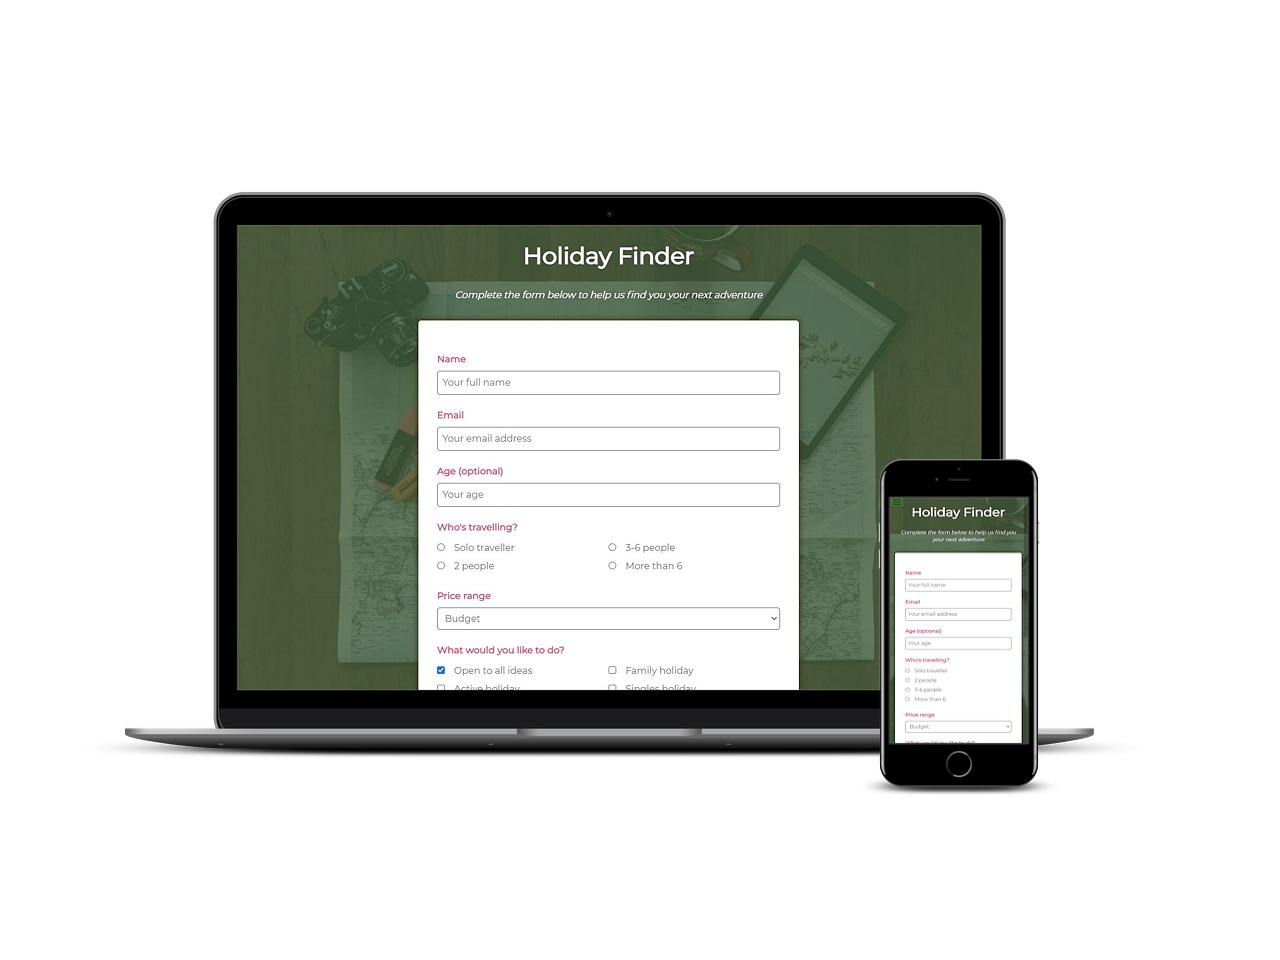 Holiday Finder
Complete the form below to help us find you your next adventure
Name
Your full name
Email
Your email address
Age (optional)
Your age
Who's travelling?
Solo traveller
3-6 people
2 people
More than 6
Price range
Budget
What would you like to do?
Open to all ideas
Family holiday
Active holiday
Singles holiday
Holiday Finder
Complete the form below to help us find you
your next adventure
Name
Your full name
Email
Your email address
Age (optional)
Your age
Who's travelling?
Solo traveller
2 people
3-6 people
More than 6
Price range
Budget
What would you like to do?